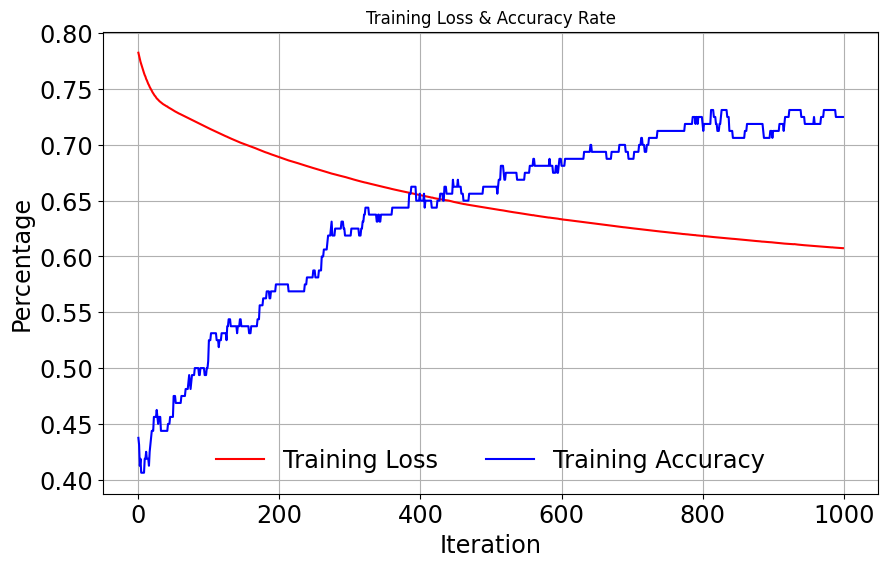 Training Loss & Accuracy Rate
0.80
0.75
0.70
0.65
0.60
0.55
0.50
0.45
0.40
Percentage
Training Loss
Training Accuracy
0 200 400 600 800 1000
Iteration